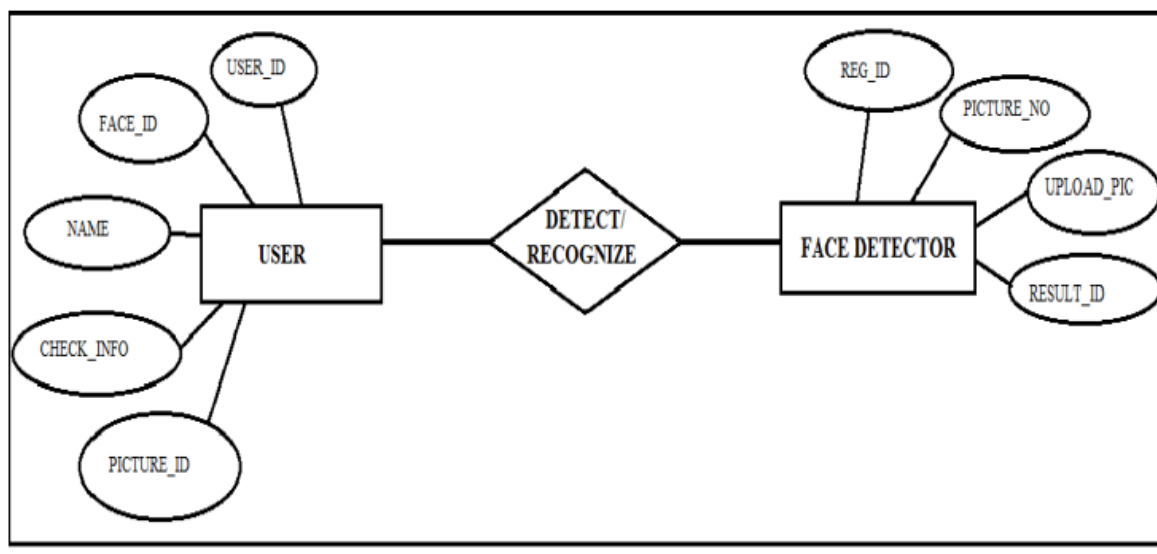 USER_ID
FACE_ID
NAME
CHECK_INFO
PICTURE_ID
USER
DETECT/
RECOGNIZE
REG_ID
PICTURE_NO
UPLOAD_PIC
RESULT_ID
FACE DETECTOR